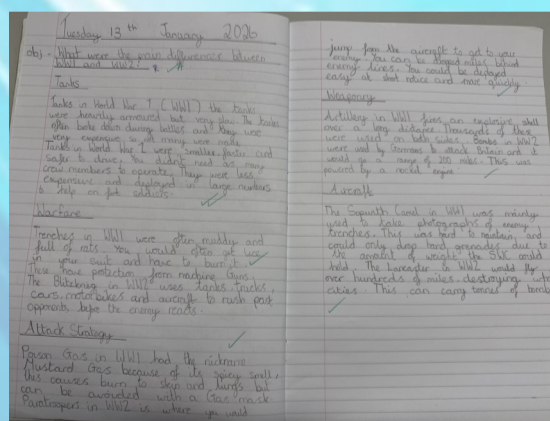 Tuesday 13th January 2026
obj - What were the main differences between
WWI and WW2?
Tanks
Tanks in World War 1 (WWI) the tanks
were heavily armoured but very slow. The tanks
often broke down during battles and they were
very expensive so not many were made.
Tanks in World War 2 were smaller, faster and
safer to drive. You didn't need as many
crew members to operate. They were less
expensive and deployed in large numbers
to help on foot soldiers.
Warfare
Trenches in WWI were often muddy and
full of rats. You would often get lice
in your suit and have to burn it.
These have protection from machine Guns.
The Blitzkrieg in WW2 uses tanks, trucks,
cars, motorbikes and aircraft to rush past
opponents, before the enemy reacts.
Attack Strategy
Poison Gas in WWI had the nickname
Mustard Gas because of its spicy smell,
this causes burn to skin and lungs but
can be avoided with a Gas mask
Paratroopers in WW2 is where you would
jump from the aircraft to get to your
enemy. You can be dropped miles behind
enemy lines. You could be deployed
easily at short notice and move quickly
Weaponry
Artillery in WWI fires an explosive shell
over a long distance. Thousands of these
were used on both sides. Bombs in WW2
were used by Germans to attack Britain and it
would go a range of 200 miles. This was
powered by a rocket engine
Aircraft
The Sopwith Camel in WWI was mainly
used to take photographs of enemy
trenches. This was hard to
could only drop hand grenades due to
the amount of weight the SWC could
hold. The Lancaster in WW2 would fly
over hundreds of miles, destroying whole
cities. This can carry tonnes of bombs